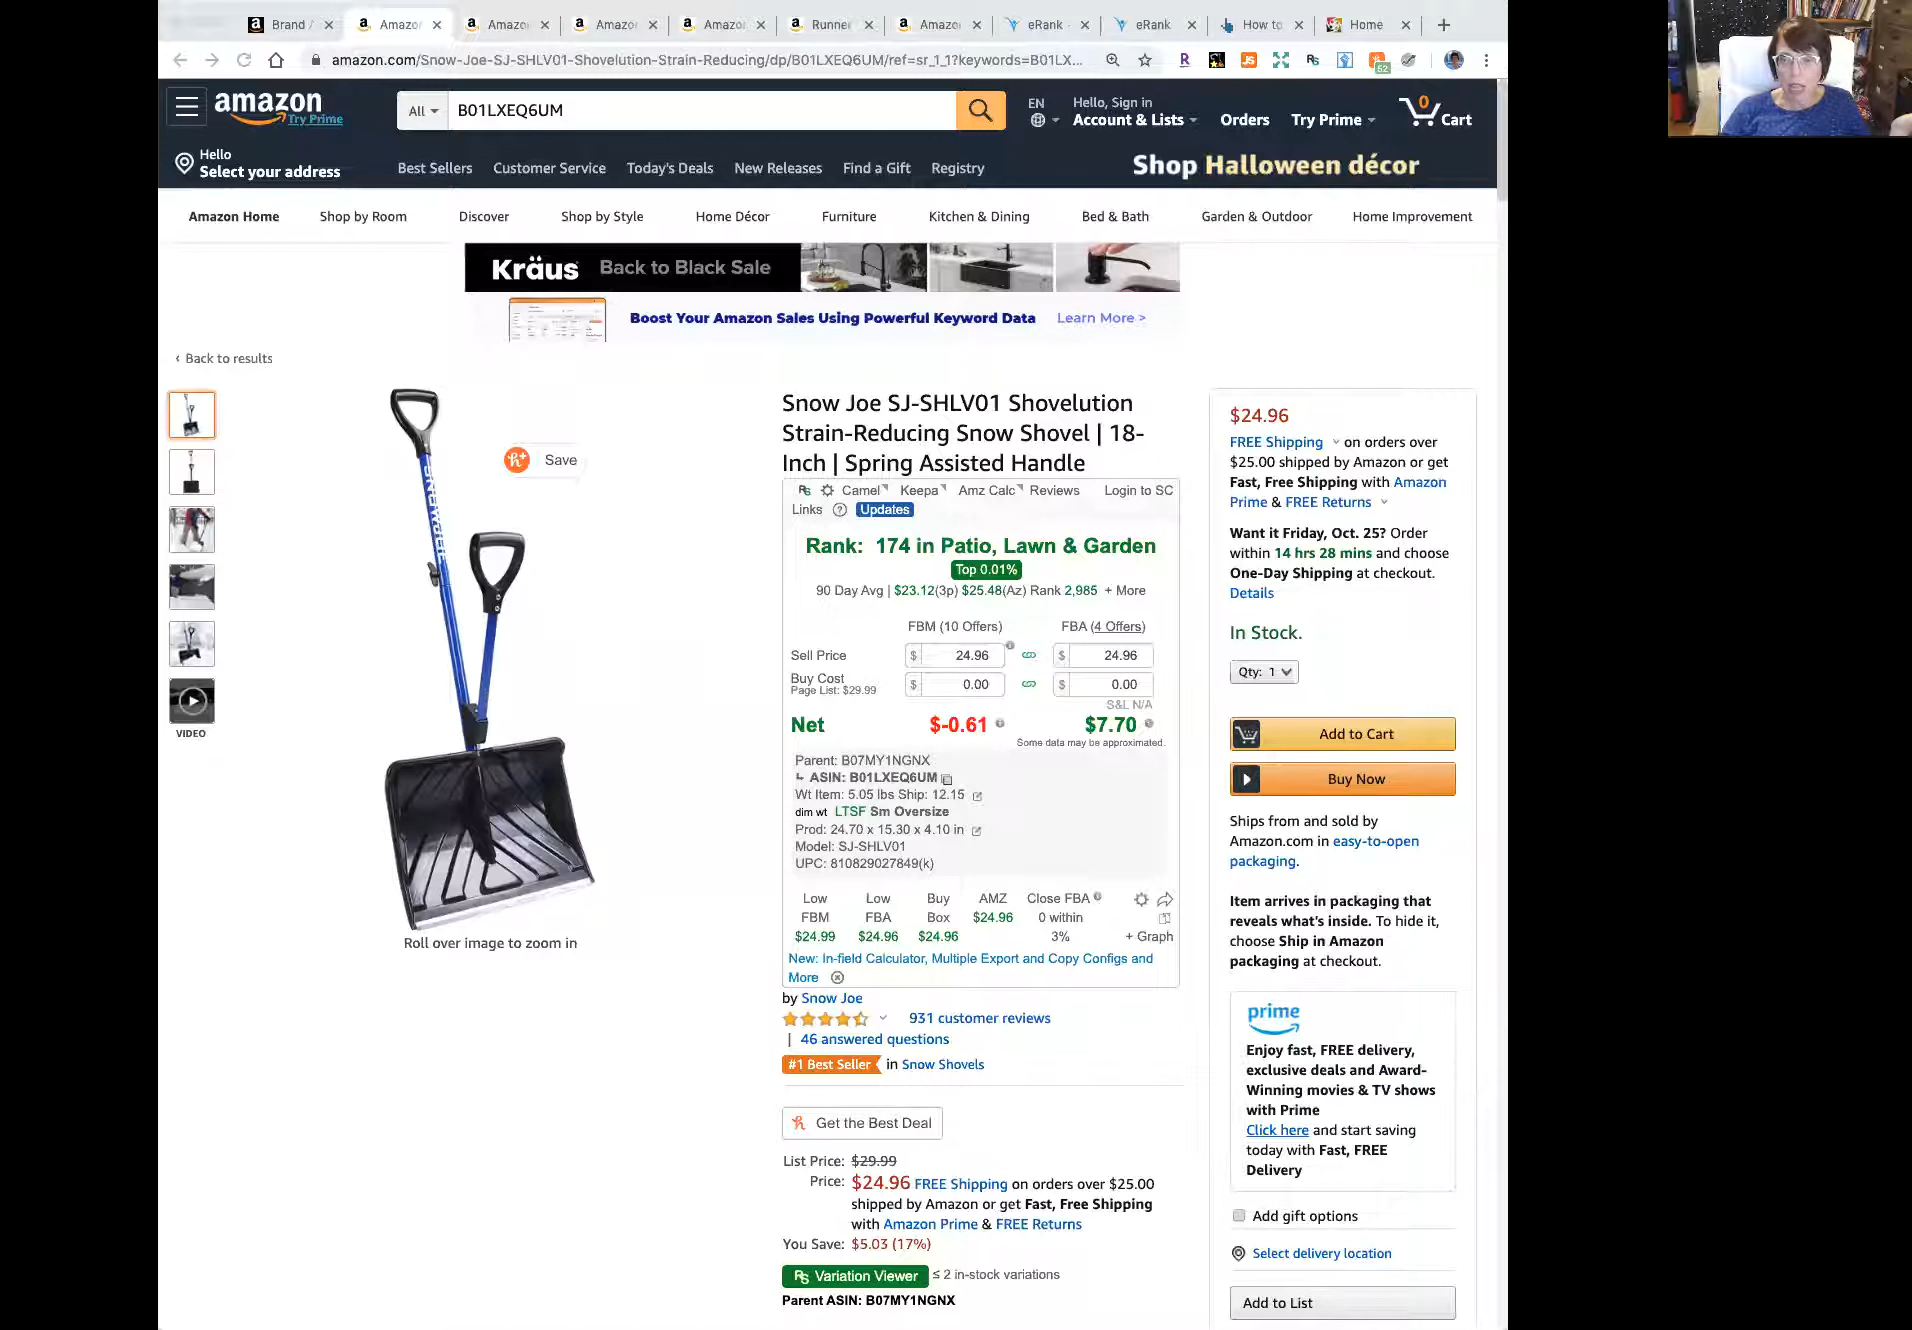 Brand /
Amazon
Amazon
Amazon
Amazon
Runner
Amazon
eRank -
eRank
How to
Home
amazon.com/Snow-Joe-SJ-SHLV01-Shovelution-Strain-Reducing/dp/B01LXEQ6UM/ref=sr_1_1?keywords=B01LX...
52
amazon
Try Prime
All
B01LXEQ6UM
EN
Hello, Sign in
Account & Lists
Orders
Try Prime
0
Cart
Hello
Select your address
Best Sellers Customer Service Today's Deals New Releases Find a Gift Registry
Shop Halloween décor
Amazon Home Shop by Room Discover Shop by Style Home Décor Furniture Kitchen & Dining Bed & Bath Garden & Outdoor Home Improvement
Kräus Back to Black Sale
Boost Your Amazon Sales Using Powerful Keyword Data Learn More >
‹ Back to results
Save
VIDEO
SNOWJOE
Roll over image to zoom in
Snow Joe SJ-SHLV01 Shovelution
Strain-Reducing Snow Shovel | 18-
Inch | Spring Assisted Handle
Camel Keepa Amz Calc Reviews Login to SC
Links Updates
Rank: 174 in Patio, Lawn & Garden
Top 0.01%
90 Day Avg | $23.12(3p) $25.48(Az) Rank 2,985 + More
FBM (10 Offers) FBA (4 Offers)
Sell Price $ 24.96 $ 24.96
Buy Cost $ 0.00 $ 0.00
Page List: $29.99
S&L N/A
Net $-0.61 $7.70
Some data may be approximated.
Parent: B07MY1NGNX
ASIN: B01LXEQ6UM
Wt Item: 5.05 lbs Ship: 12.15
dim wt LTSF Sm Oversize
Prod: 24.70 x 15.30 x 4.10 in
Model: SJ-SHLV01
UPC: 810829027849(k)
Low Low Buy AMZ Close FBA
FBM FBA Box $24.96 0 within
$24.99 $24.96 $24.96 3% + Graph
New: In-field Calculator, Multiple Export and Copy Configs and
More
by Snow Joe
931 customer reviews
| 46 answered questions
#1 Best Seller in Snow Shovels
Get the Best Deal
List Price: $29.99
Price: $24.96 FREE Shipping on orders over $25.00
shipped by Amazon or get Fast, Free Shipping
with Amazon Prime & FREE Returns
You Save: $5.03 (17%)
Variation Viewer ≤ 2 in-stock variations
Parent ASIN: B07MY1NGNX
$24.96
FREE Shipping on orders over
$25.00 shipped by Amazon or get
Fast, Free Shipping with Amazon
Prime & FREE Returns
Want it Friday, Oct. 25? Order
within 14 hrs 28 mins and choose
One-Day Shipping at checkout.
Details
In Stock.
Qty: 1
Add to Cart
Buy Now
Ships from and sold by
Amazon.com in easy-to-open
packaging.
Item arrives in packaging that
reveals what's inside. To hide it,
choose Ship in Amazon
packaging at checkout.
prime
Enjoy fast, FREE delivery,
exclusive deals and Award-
Winning movies & TV shows
with Prime
Click here and start saving
today with Fast, FREE
Delivery
Add gift options
Select delivery location
Add to List